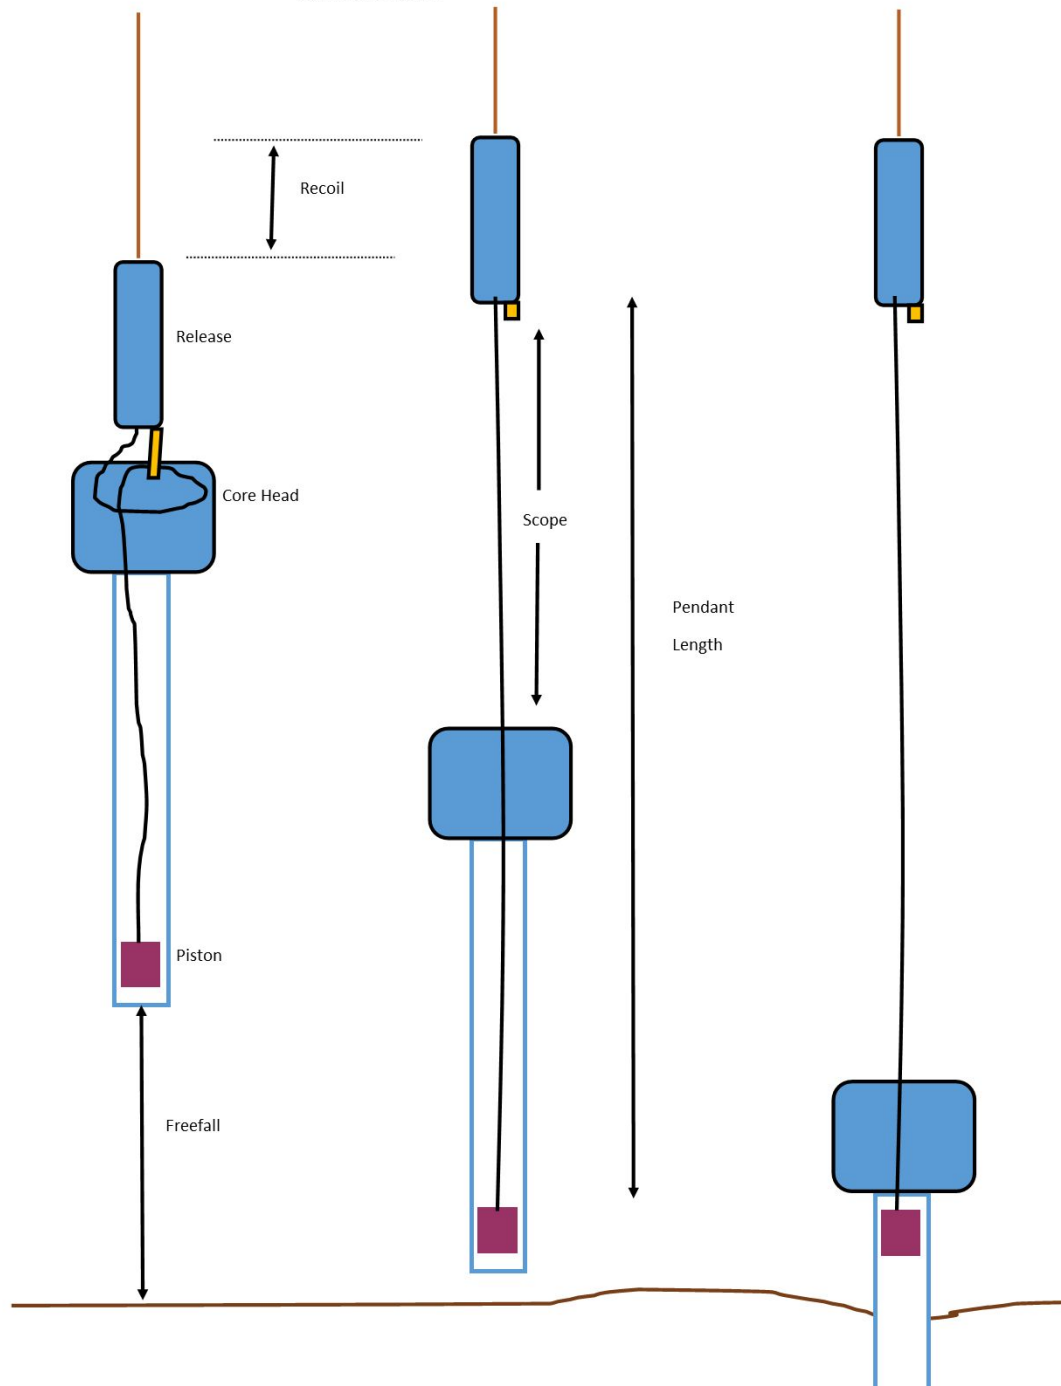 Recoil
Release
Core Head
Scope
Pendant
Length
Piston
Freefall